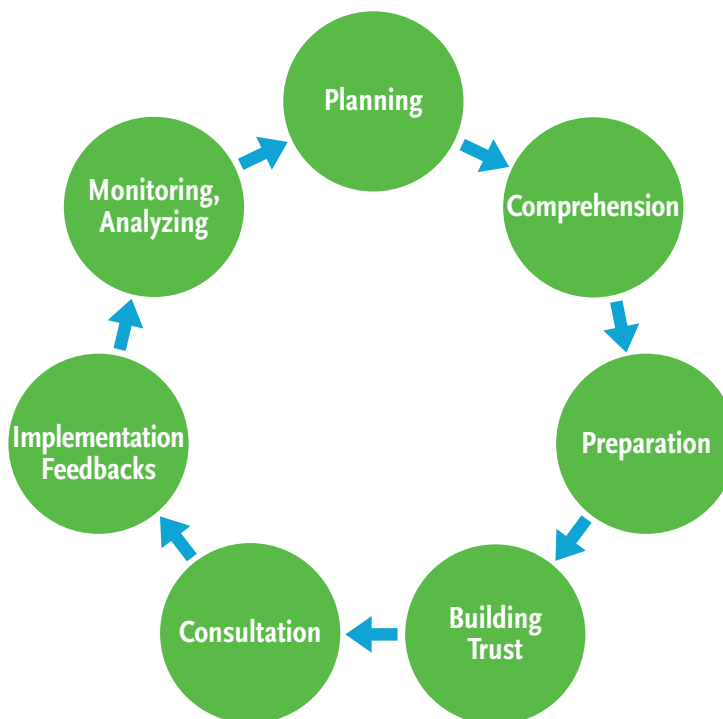 Planning
Comprehension
Preparation
Building
Trust
Consultation
Implementation
Feedbacks
Monitoring,
Analyzing